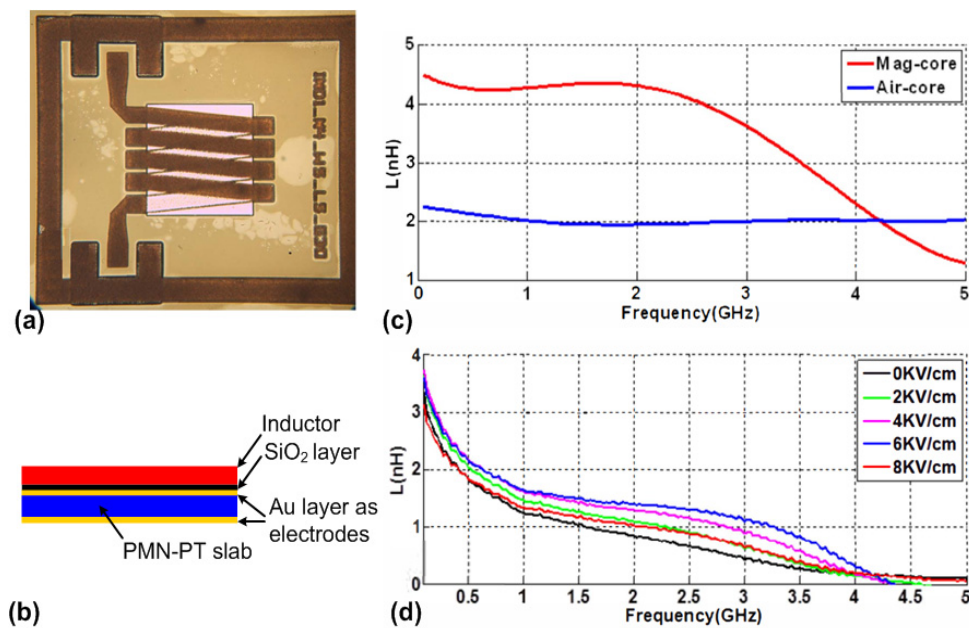 (a)
5
4
3
2
1
L(nH)
0
1
2
3
4
5
Frequency(GHz)
Mag-core
Air-core
(c)
Inductor
SiO₂ layer
Au layer as
electrodes
PMN-PT slab
(b)
4
3
2
1
0
L(nH)
0.5
1
1.5
2
2.5
3
3.5
4
4.5
5
Frequency(GHz)
0KV/cm
2KV/cm
4KV/cm
6KV/cm
8KV/cm
(d)